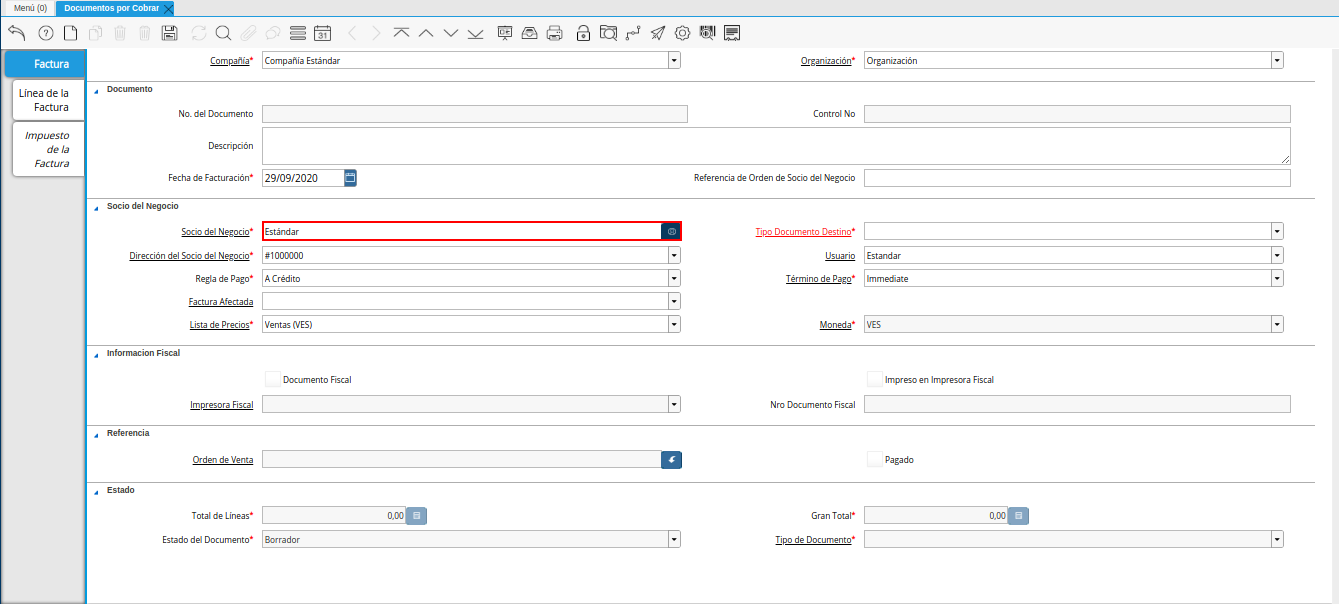 Menú (0) Documentos por Cobrar
31
Factura
Línea de la
Factura
Impuesto
de la
Factura
Compañía* Compañía Estándar Organización* Organización
Documento
No. del Documento Control No
Descripción
Fecha de Facturación* 29/09/2020 Referencia de Orden de Socio del Negocio
Socio del Negocio
Socio del Negocio* Estándar Tipo Documento Destino*
Dirección del Socio del Negocio* #1000000 Usuario Estandar
Regla de Pago* A Crédito Término de Pago* Immediate
Factura Afectada
Lista de Precios* Ventas (VES) Moneda* VES
Informacion Fiscal
Documento Fiscal Impreso en Impresora Fiscal
Impresora Fiscal Nro Documento Fiscal
Referencia
Orden de Venta Pagado
Estado
Total de Líneas* 0,00 Gran Total* 0,00
Estado del Documento* Borrador Tipo de Documento*